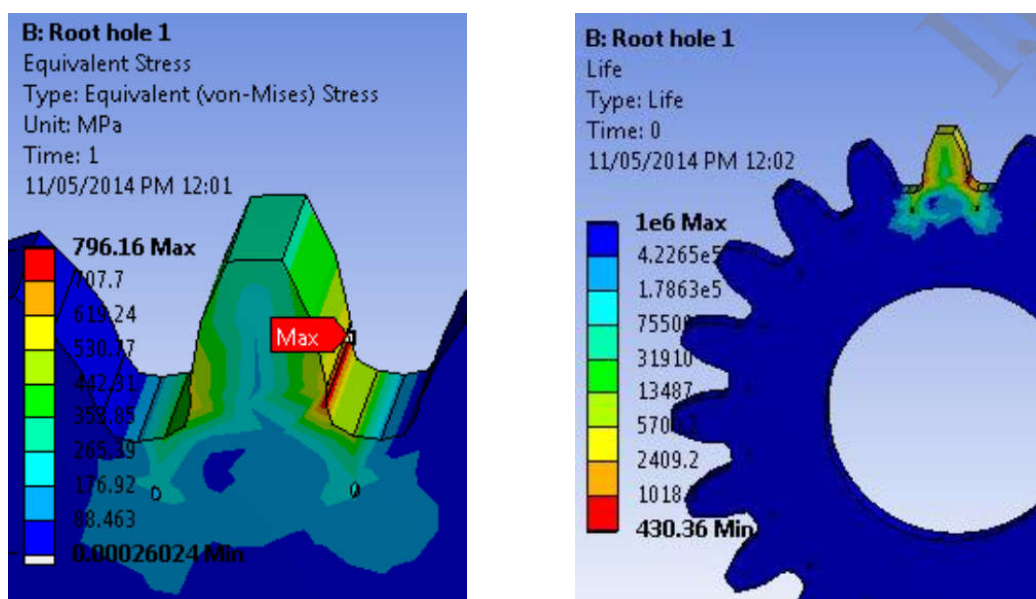 B: Root hole 1
Equivalent Stress
Type: Equivalent (von-Mises) Stress
Unit: MPa
Time: 1
11/05/2014 PM 12:01
796.16 Max
707.7
619.24
530.77
442.31
353.85
265.39
176.92
88.463
0.00026024 Min
Max
B: Root hole 1
Life
Type: Life
Time: 0
11/05/2014 PM 12:02
1e6 Max
4.2265e5
1.7863e5
31910
13487
2409.2
430.36 Min